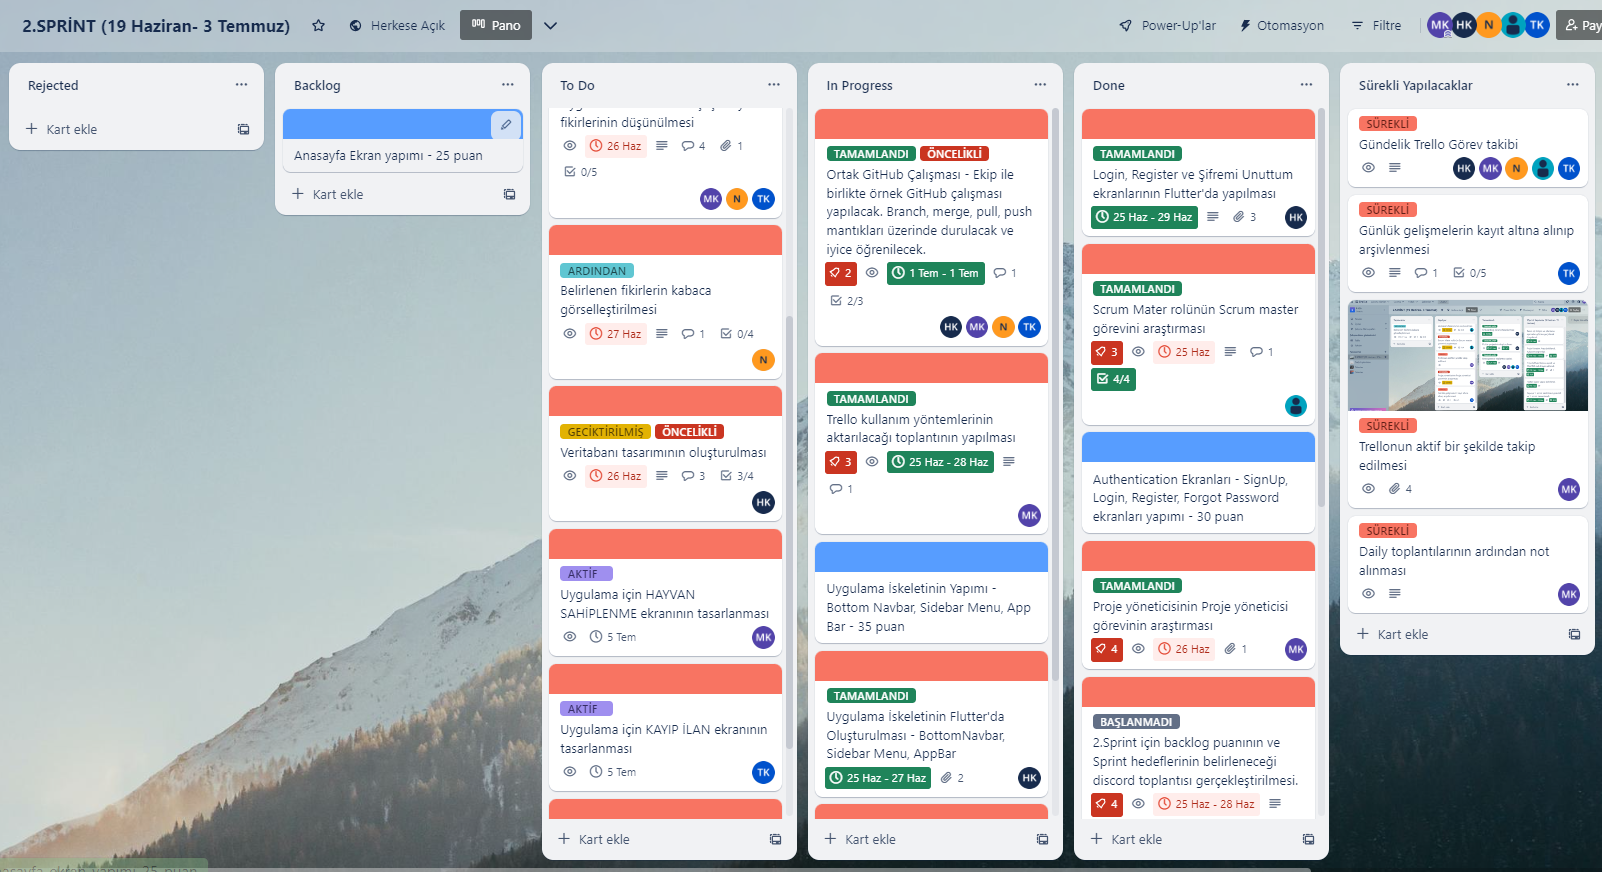 2.SPRİNT (19 Haziran- 3 Temmuz)
Herkese Açık
Pano
Power-Up'lar
Otomasyon
Filtre
MK
HK
N
TK
Pay
Rejected
Kart ekle
Backlog
Anasayfa Ekran yapımı - 25 puan
Kart ekle
To Do
fikirlerinin düşünülmesi
26 Haz
4
1
0/5
MK
N
TK
ARDINDAN
Belirlenen fikirlerin kabaca
görselleştirilmesi
27 Haz
1
0/4
N
GECİKTİRİLMİŞ
ÖNCELİKLİ
Veritabanı tasarımının oluşturulması
26 Haz
3
3/4
HK
AKTİF
Uygulama için HAYVAN
SAHİPLENME ekranının tasarlanması
5 Tem
MK
AKTİF
Uygulama için KAYIP İLAN ekranının
tasarlanması
5 Tem
TK
Kart ekle
In Progress
TAMAMLANDI
ÖNCELİKLİ
Ortak GitHub Çalışması - Ekip ile
birlikte örnek GitHub çalışması
yapılacak. Branch, merge, pull, push
mantıkları üzerinde durulacak ve
iyice öğrenilecek.
2
1 Tem - 1 Tem
1
2/3
HK
MK
N
TK
TAMAMLANDI
Trello kullanım yöntemlerinin
aktarılacağı toplantının yapılması
3
25 Haz - 28 Haz
1
MK
Uygulama İskeletinin Yapımı -
Bottom Navbar, Sidebar Menu, App
Bar - 35 puan
TAMAMLANDI
Uygulama İskeletinin Flutter'da
Oluşturulması - BottomNavbar,
Sidebar Menu, AppBar
25 Haz - 27 Haz
2
HK
Kart ekle
Done
TAMAMLANDI
Login, Register ve Şifremi Unuttum
ekranlarının Flutter'da yapılması
25 Haz - 29 Haz
3
HK
TAMAMLANDI
Scrum Mater rolünün Scrum master
görevini araştırması
3
25 Haz
1
4/4
Authentication Ekranları - SignUp,
Login, Register, Forgot Password
ekranları yapımı - 30 puan
TAMAMLANDI
Proje yöneticisinin Proje yöneticisi
görevinin araştırması
4
26 Haz
1
MK
BAŞLANMADI
2.Sprint için backlog puanının ve
Sprint hedeflerinin belirleneceği
discord toplantısı gerçekleştirilmesi.
4
25 Haz - 28 Haz
Kart ekle
Sürekli Yapılacaklar
SÜREKLİ
Gündelik Trello Görev takibi
HK
MK
N
TK
SÜREKLİ
Günlük gelişmelerin kayıt altına alınıp
arşivlenmesi
1
0/5
TK
SÜREKLİ
Trellonun aktif bir şekilde takip
edilmesi
4
MK
SÜREKLİ
Daily toplantılarının ardından not
alınması
MK
Kart ekle